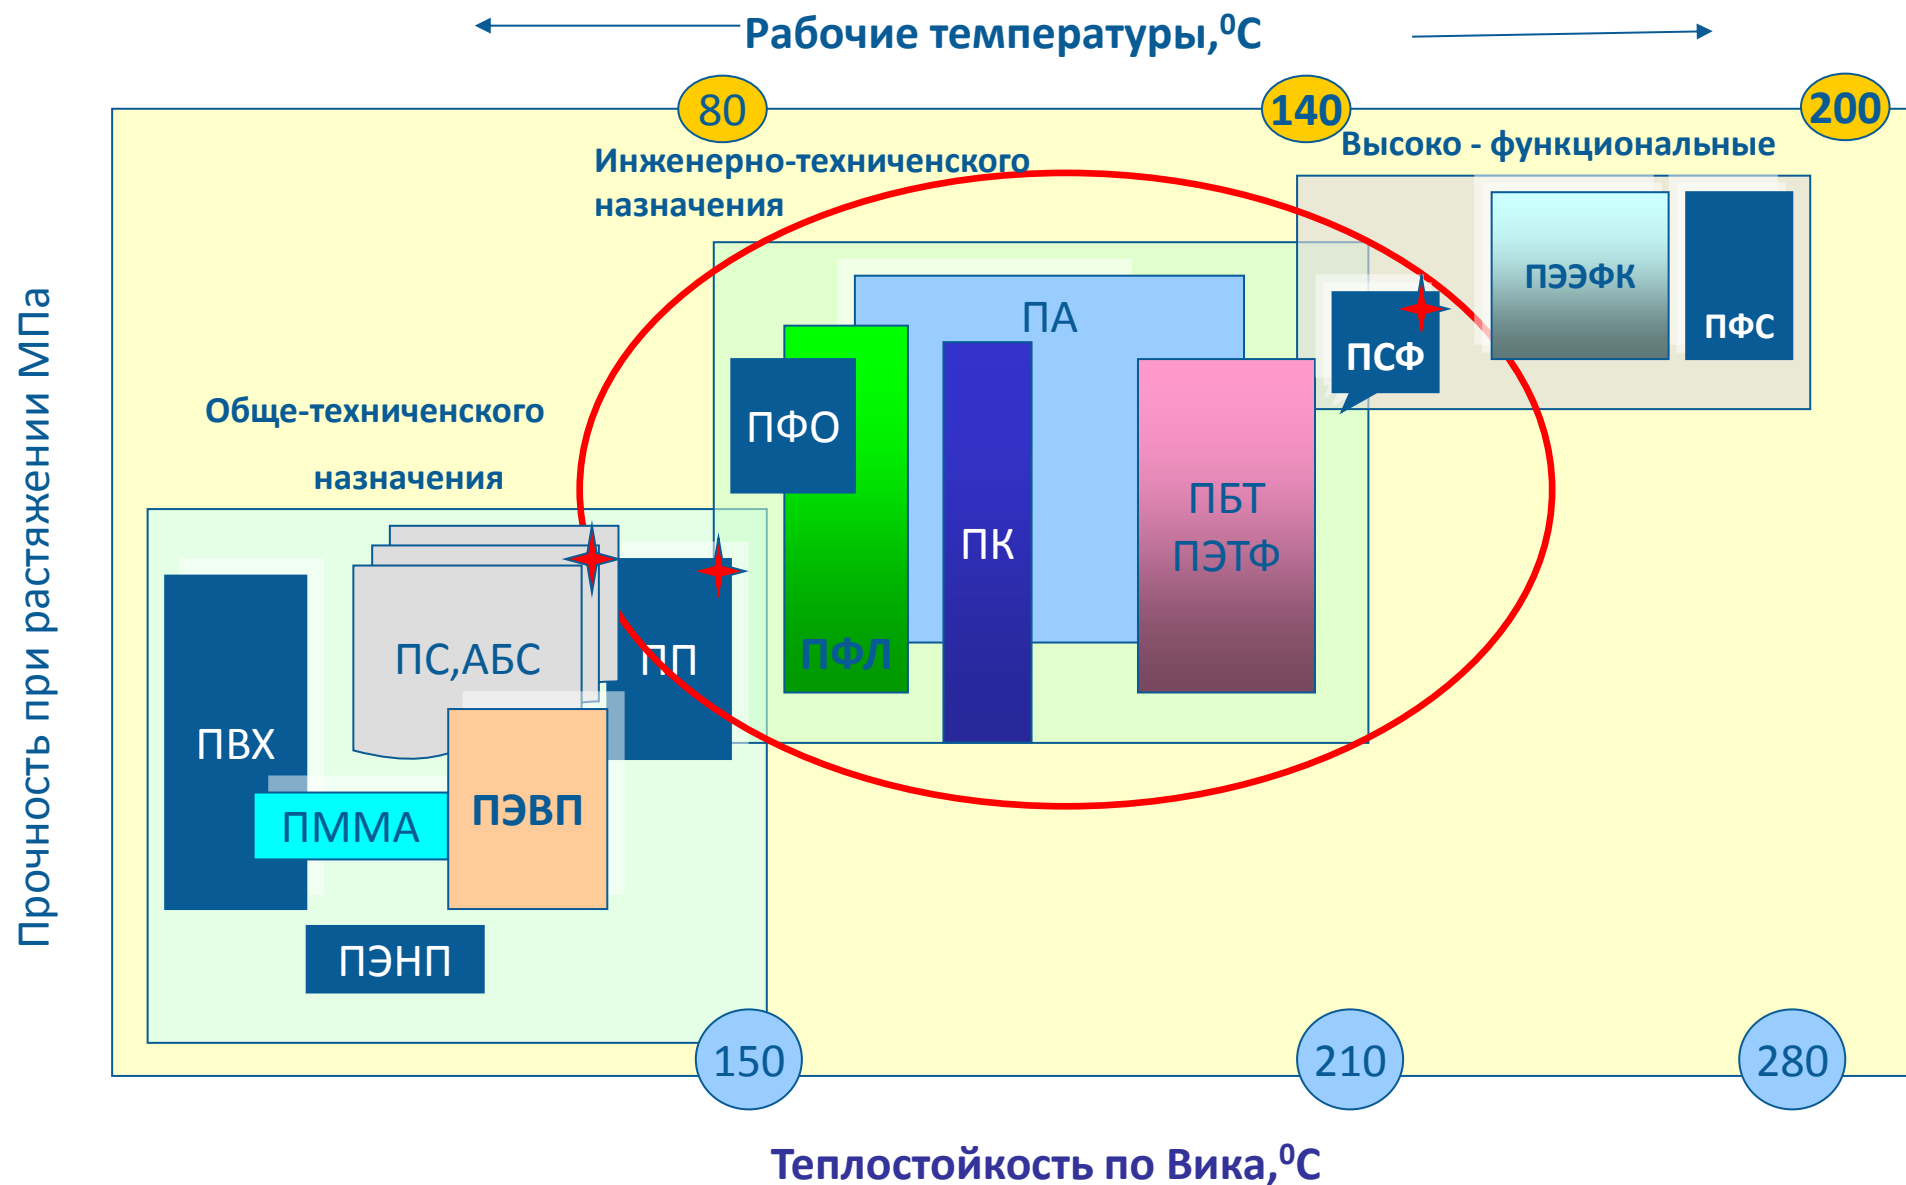 Рабочие температуры,⁰С
80
140
200
Высоко - функциональные
Инженерно-техниченского
назначения
ПЭЭФК
ПФС
ПСФ
ПА
ПФО
ПФЛ
ПК
ПБТ
ПЭТФ
Обще-техниченского
назначения
ПС,АБС
ПП
ПВХ
ПММА
ПЭВП
ПЭНП
150
210
280
Прочность при растяжении МПа
Теплостойкость по Вика,⁰С